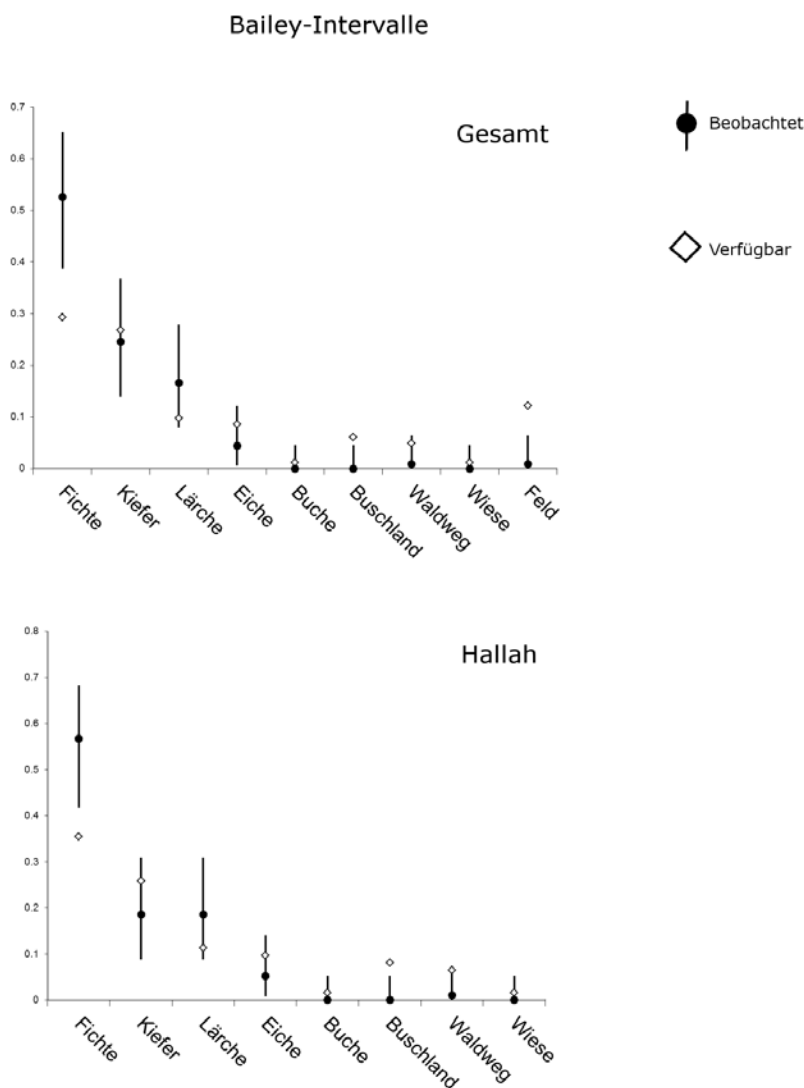 Bailey-Intervalle
Gesamt
Beobachtet
Verfügbar
0.7
0.6
0.5
0.4
0.3
0.2
0.1
0
Fichte
Kiefer
Lärche
Eiche
Buche
Buschland
Waldweg
Wiese
Feld
Hallah
0.8
0.7
0.6
0.5
0.4
0.3
0.2
0.1
0
Fichte
Kiefer
Lärche
Eiche
Buche
Buschland
Waldweg
Wiese